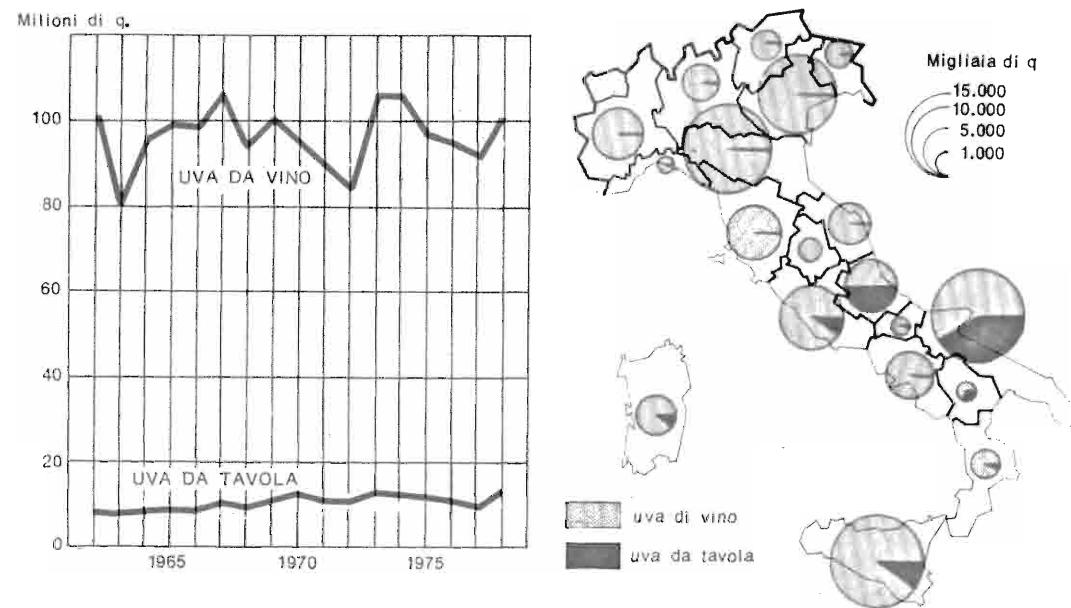 Milioni di q.
100
80
60
40
20
0
UVA DA VINO
UVA DA TAVOLA
1965
1970
1975
Migliaia di q
15.000
10.000
5.000
1.000
uva di vino
uva da tavola